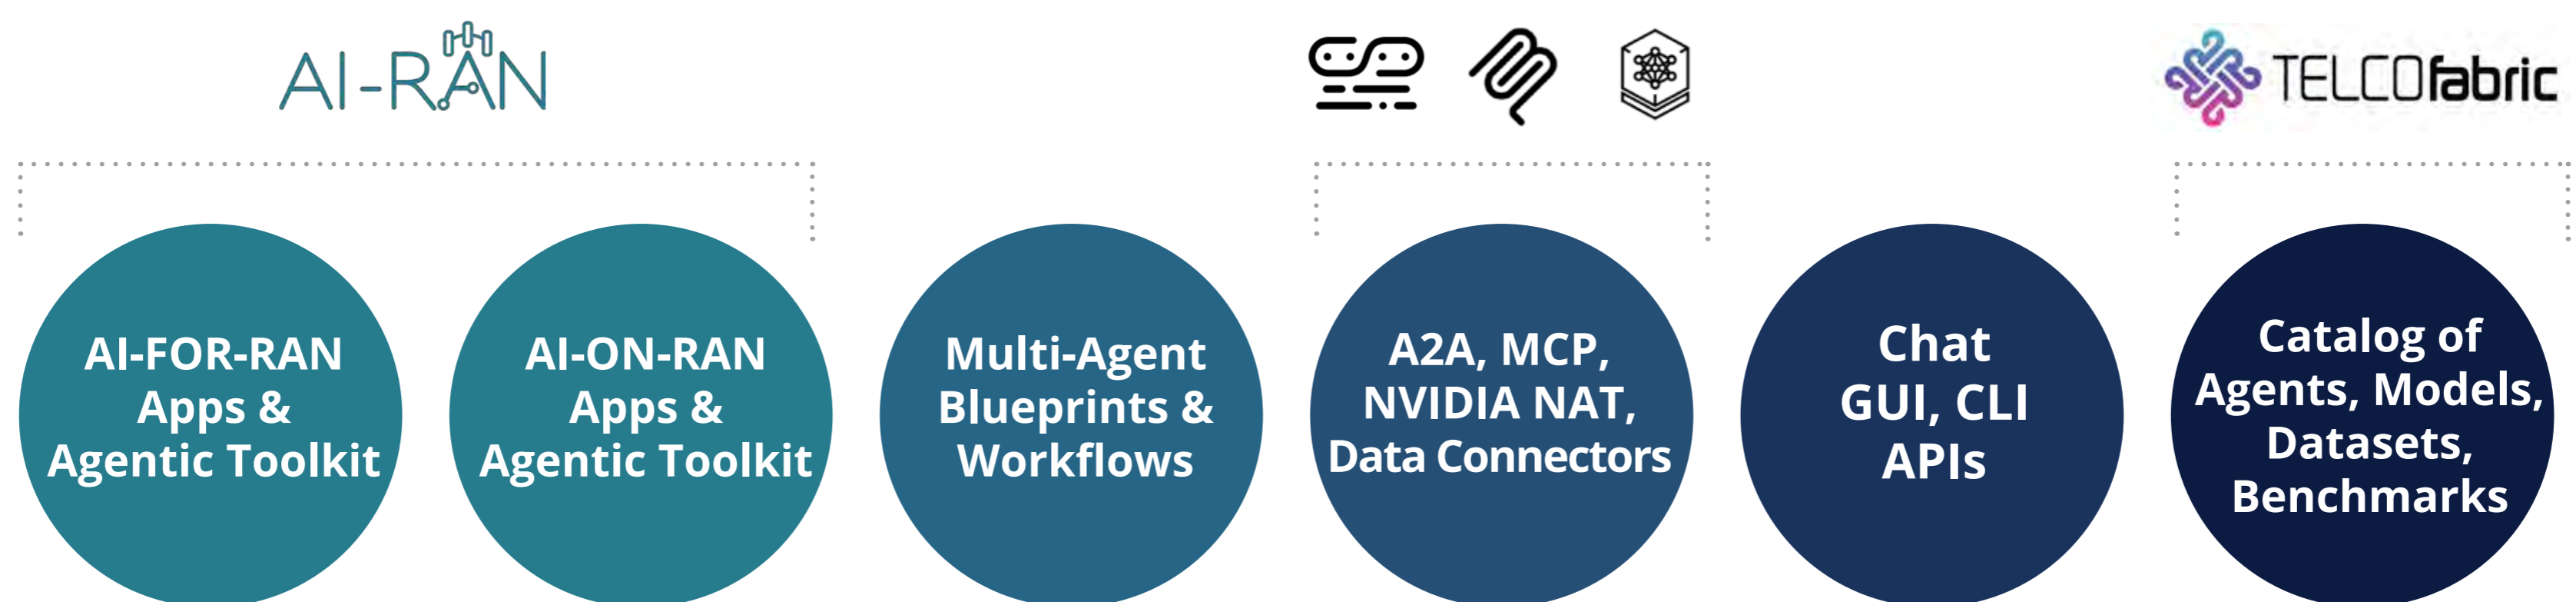 AI-RAN
TELCOfabric
AI-FOR-RAN
Apps &
Agentic Toolkit
AI-ON-RAN
Apps &
Agentic Toolkit
Multi-Agent
Blueprints &
Workflows
A2A, MCP,
NVIDIA NAT,
Data Connectors
Chat
GUI, CLI
APIs
Catalog of
Agents, Models,
Datasets,
Benchmarks